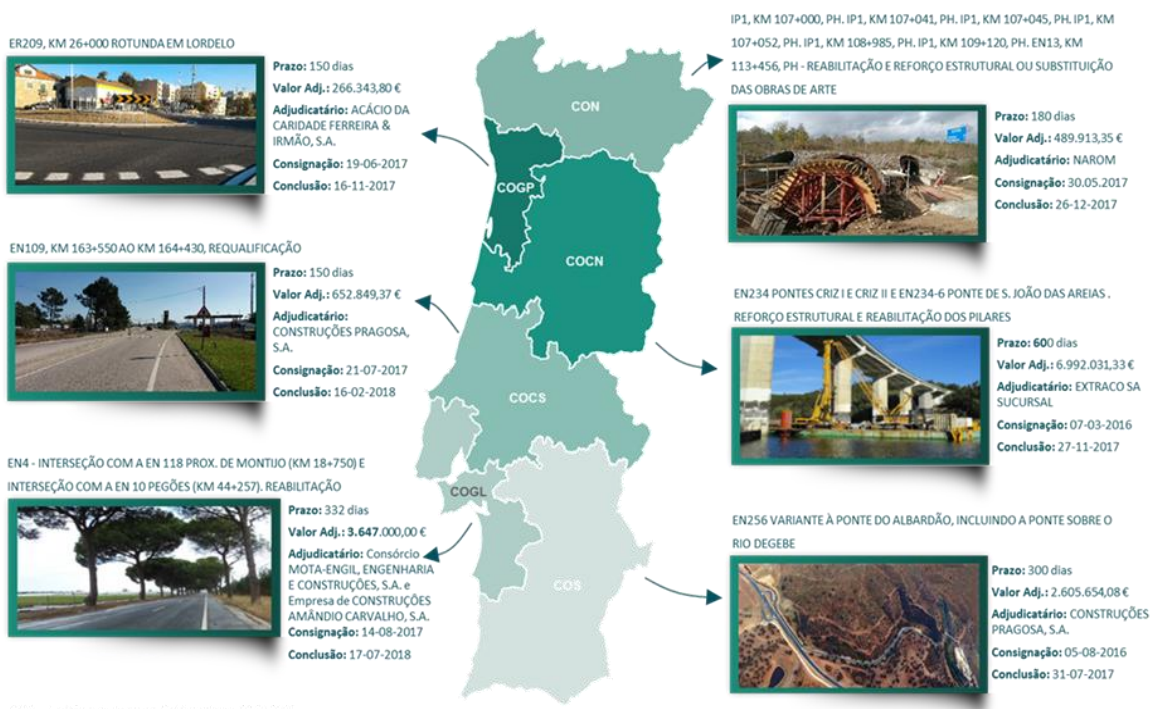 ER209, KM 26+000 ROTUNDA EM LORDELO
Prazo: 150 dias
Valor Adj.: 266.343,80 €
Adjudicatário: ACÁCIO DA
CARIDADE FERREIRA &
IRMÃO, S.A.
Consignação: 19-06-2017
Conclusão: 16-11-2017
EN109, KM 163+550 AO KM 164+430, REQUALIFICAÇÃO
Prazo: 150 dias
Valor Adj.: 652.849,37 €
Adjudicatário:
CONSTRUÇÕES PRAGOSA,
S.A.
Consignação: 21-07-2017
Conclusão: 16-02-2018
EN4 - INTERSEÇÃO COM A EN 118 PROX. DE MONTIJO (KM 18+750) E
INTERSEÇÃO COM A EN 10 PEGÕES (KM 44+257). REABILITAÇÃO
Prazo: 332 dias
Valor Adj.: 3.647.000,00 €
Adjudicatário: Consórcio
MOTA-ENGIL, ENGENHARIA
E CONSTRUÇÕES, S.A. e
Empresa de CONSTRUÇÕES
AMÂNDIO CARVALHO, S.A.
Consignação: 14-08-2017
Conclusão: 17-07-2018
CON
COGP
COCN
COCS
COGL
COS
IP1, KM 107+000, PH. IP1, KM 107+041, PH. IP1, KM 107+045, PH. IP1, KM
107+052, PH. IP1, KM 108+985, PH. IP1, KM 109+120, PH. EN13, KM
113+456, PH - REABILITAÇÃO E REFORÇO ESTRUTURAL OU SUBSTITUIÇÃO
DAS OBRAS DE ARTE
Prazo: 180 dias
Valor Adj.: 489.913,35 €
Adjudicatário: NAROM
Consignação: 30.05.2017
Conclusão: 26-12-2017
EN234 PONTES CRIZ I E CRIZ II E EN234-6 PONTE DE S. JOÃO DAS AREIAS .
REFORÇO ESTRUTURAL E REABILITAÇÃO DOS PILARES
Prazo: 600 dias
Valor Adj.: 6.992.031,33 €
Adjudicatário: EXTRACO SA
SUCURSAL
Consignação: 07-03-2016
Conclusão: 27-11-2017
EN256 VARIANTE À PONTE DO ALBARDÃO, INCLUINDO A PONTE SOBRE O
RIO DEGEBE
Prazo: 300 dias
Valor Adj.: 2.605.654,08 €
Adjudicatário: CONSTRUÇÕES
PRAGOSA, S.A.
Consignação: 05-08-2016
Conclusão: 31-07-2017